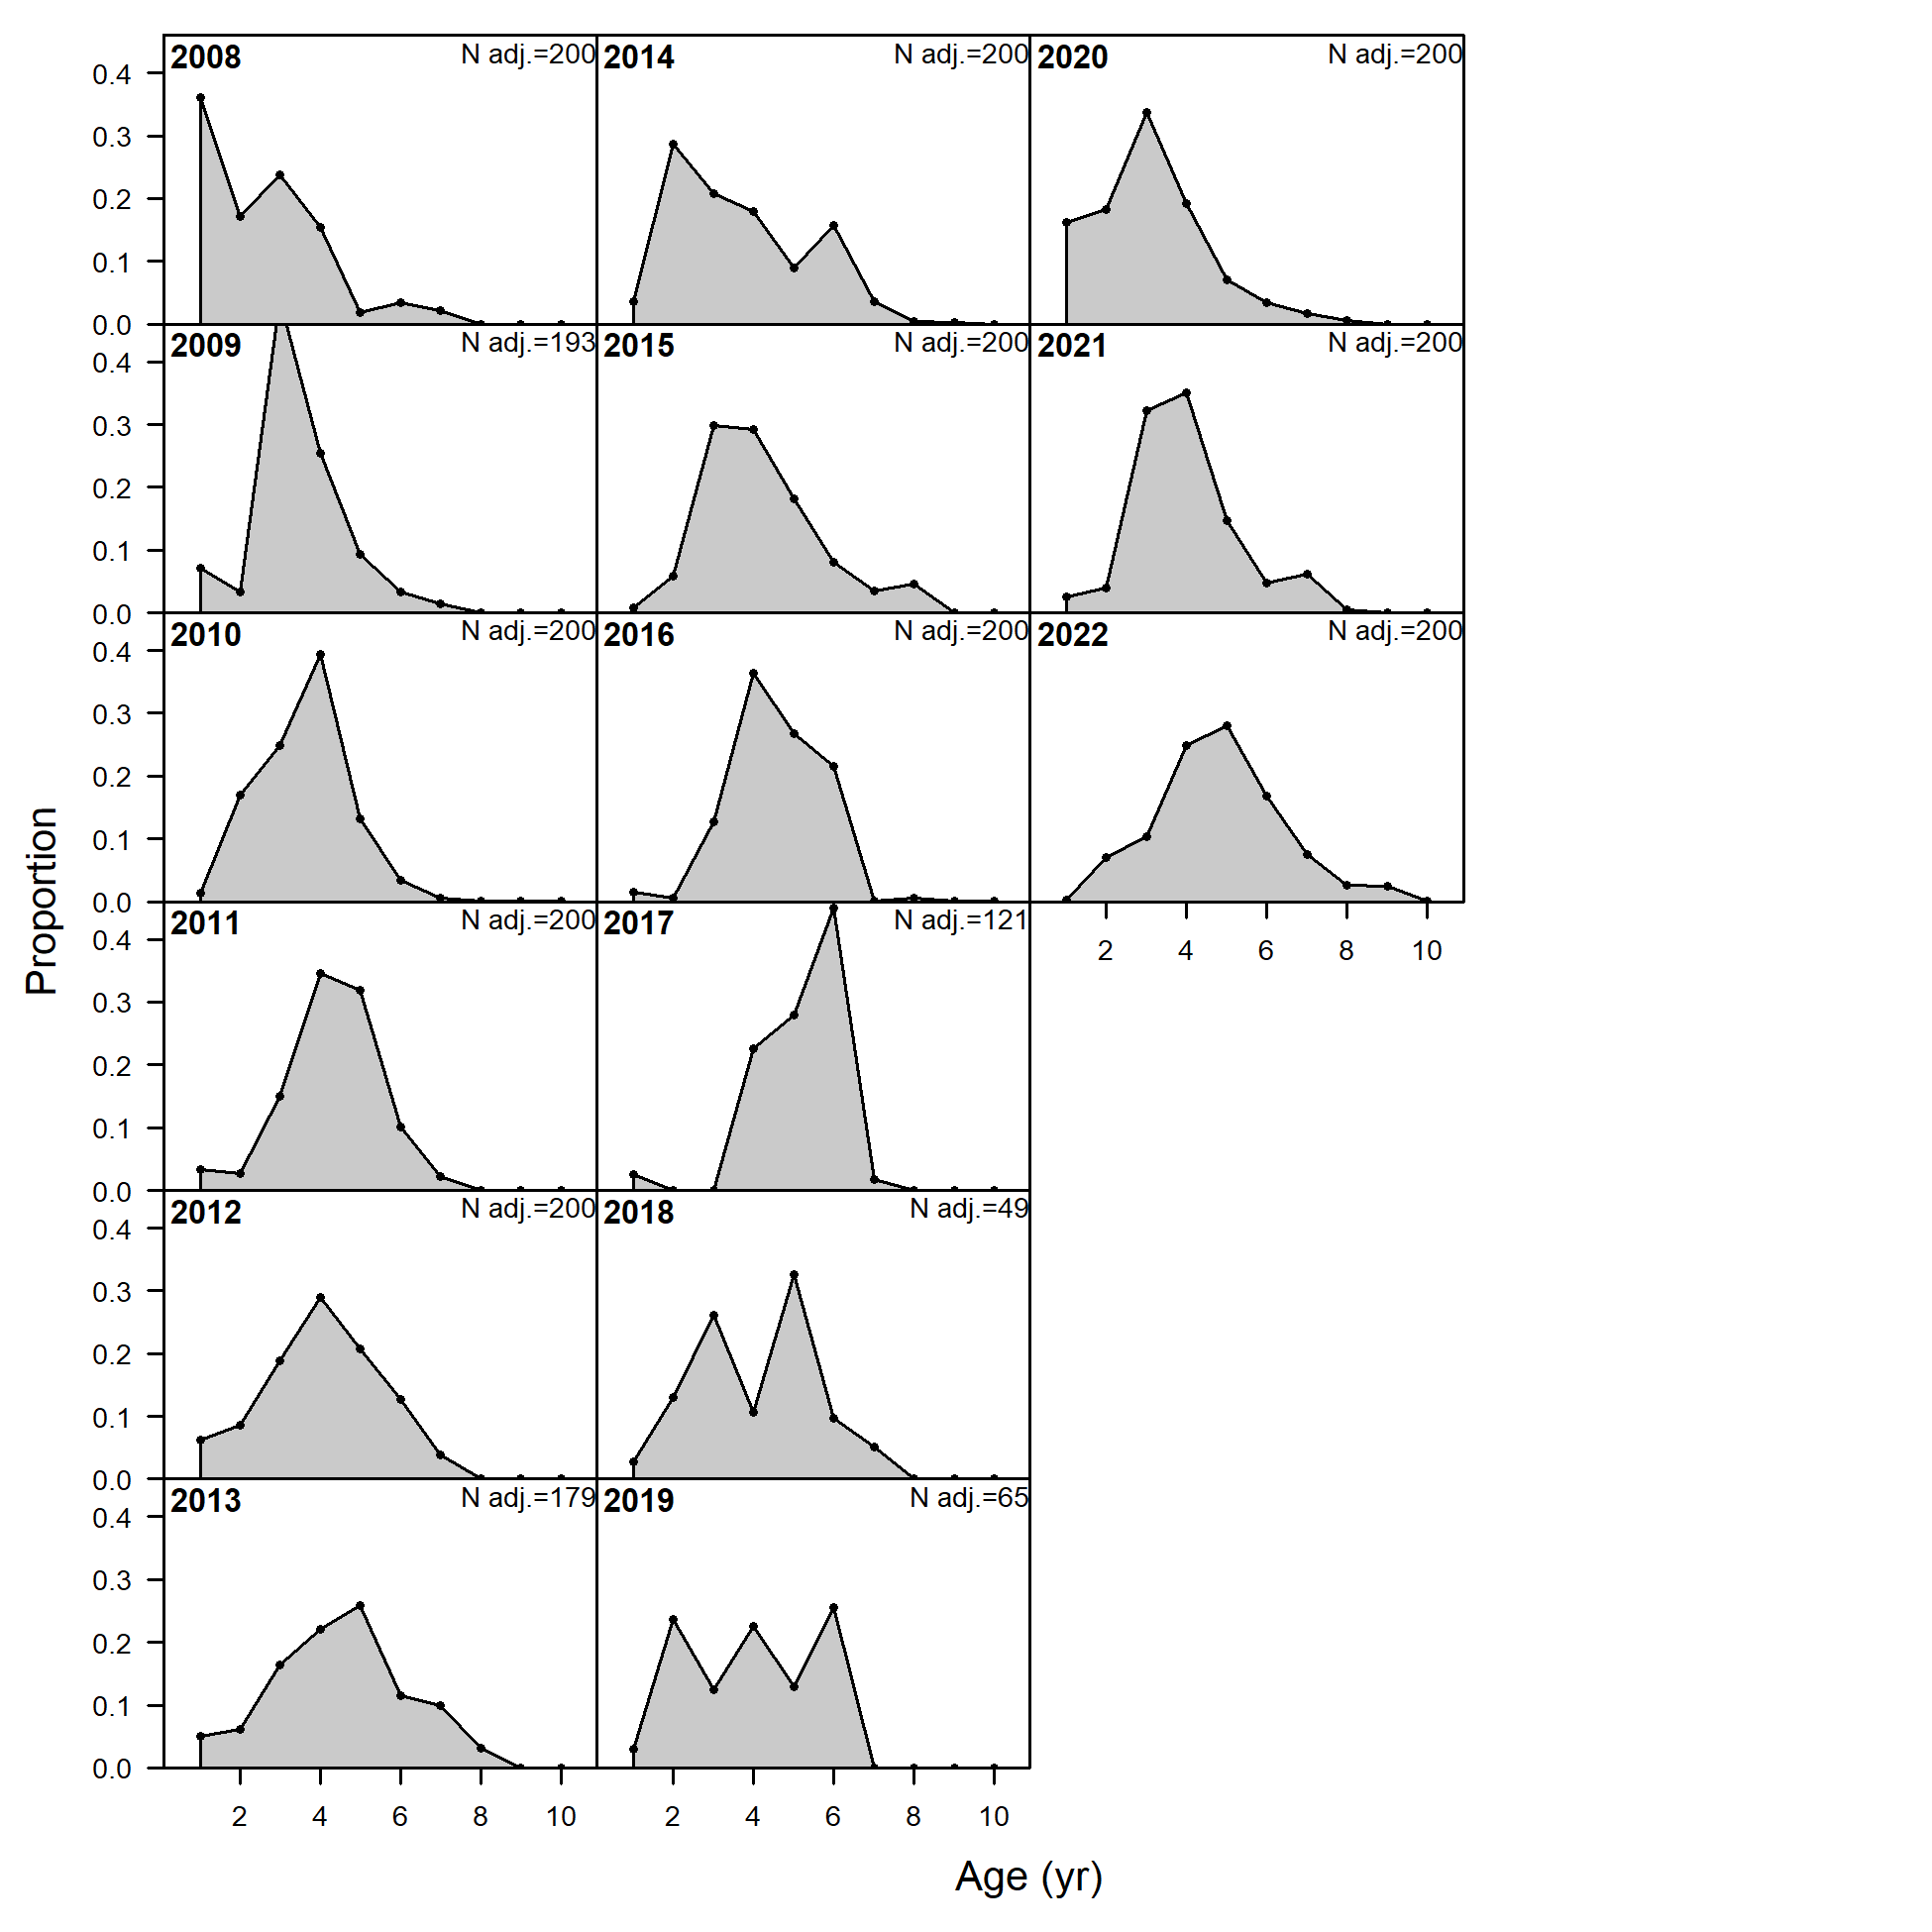 Proportion
2008 N adj.=200
0.4
0.3
0.2
0.1
0.0
2009 N adj.=193
0.4
0.3
0.2
0.1
0.0
2010 N adj.=200
0.4
0.3
0.2
0.1
0.0
2011 N adj.=200
0.4
0.3
0.2
0.1
0.0
2012 N adj.=200
0.4
0.3
0.2
0.1
0.0
2013 N adj.=179
0.4
0.3
0.2
0.1
0.0
2 4 6 8 10
2014 N adj.=200
2015 N adj.=200
2016 N adj.=200
2017 N adj.=121
2018 N adj.=49
2019 N adj.=65
2 4 6 8 10
2020 N adj.=200
2021 N adj.=200
2022 N adj.=200
2 4 6 8 10
Age (yr)